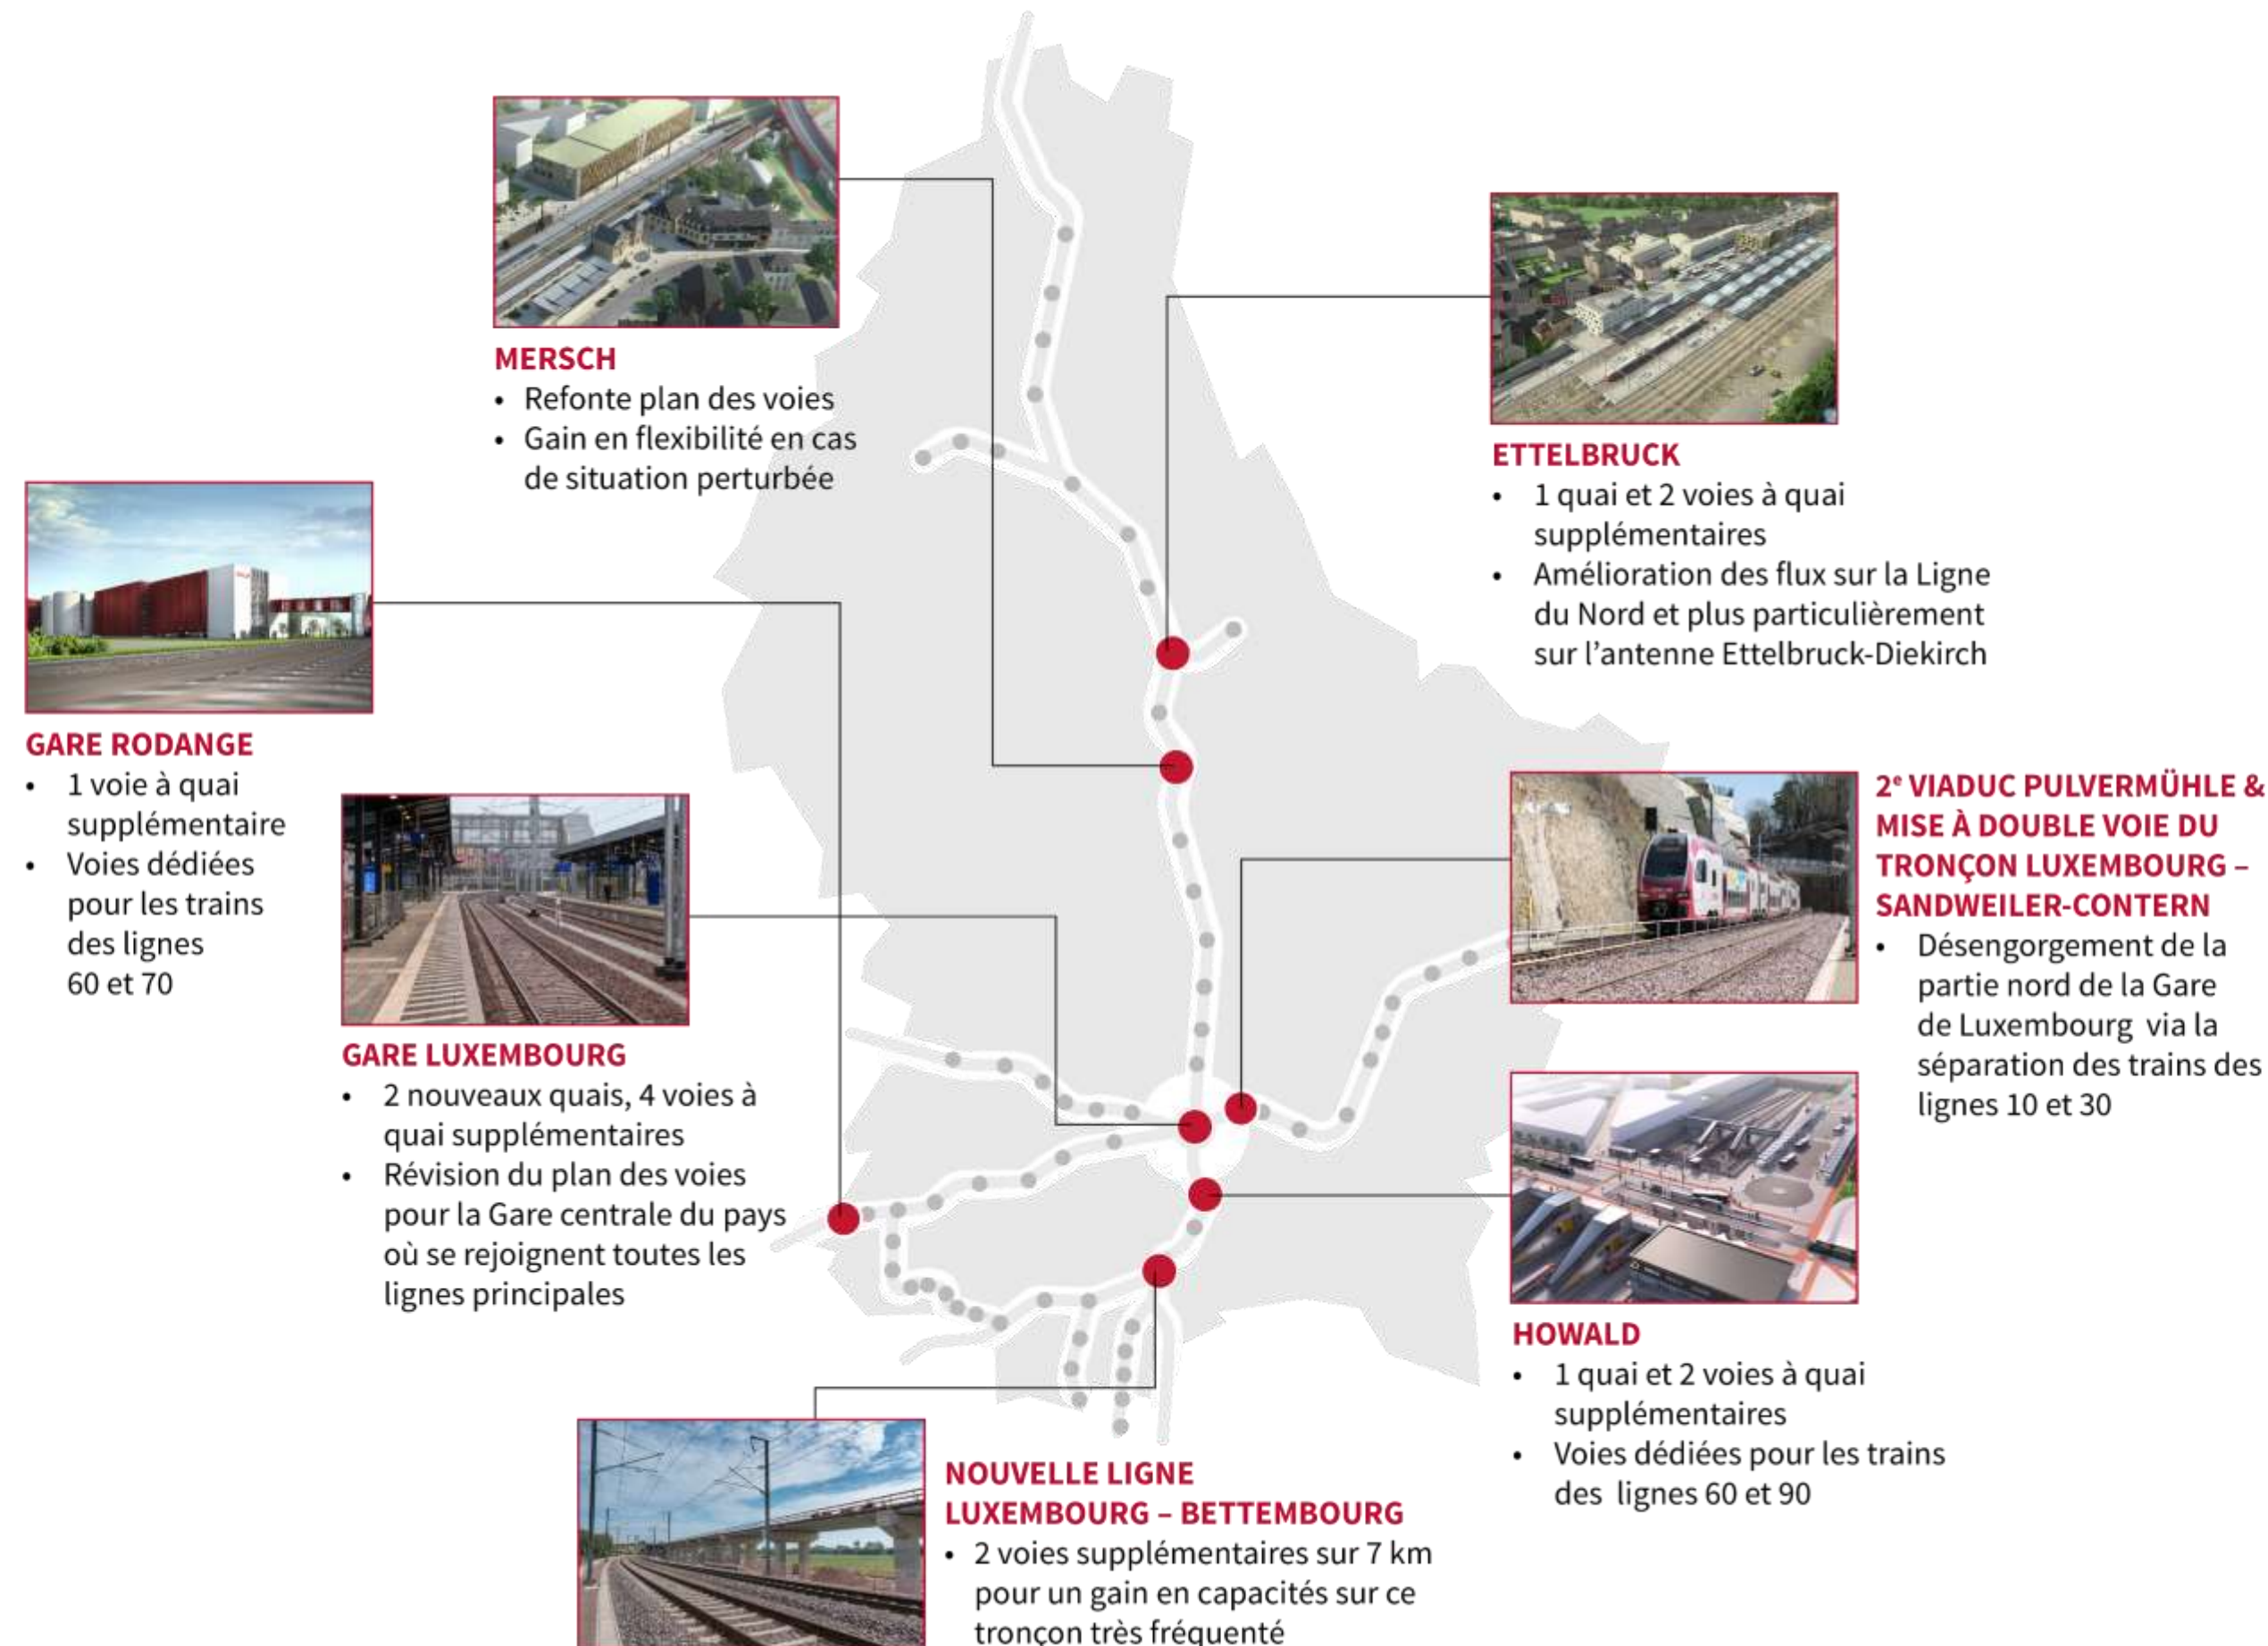 MERSCH
• Refonte plan des voies
• Gain en flexibilité en cas
de situation perturbée
ETTELBRUCK
• 1 quai et 2 voies à quai
supplémentaires
• Amélioration des flux sur la Ligne
du Nord et plus particulièrement
sur l’antenne Ettelbruck-Diekirch
GARE RODANGE
• 1 voie à quai
supplémentaire
• Voies dédiées
pour les trains
des lignes
60 et 70
GARE LUXEMBOURG
• 2 nouveaux quais, 4 voies à
quai supplémentaires
• Révision du plan des voies
pour la Gare centrale du pays
où se rejoignent toutes les
lignes principales
2e VIADUC PULVERMÜHLE &
MISE À DOUBLE VOIE DU
TRONÇON LUXEMBOURG –
SANDWEILER-CONTERN
• Désengorgement de la
partie nord de la Gare
de Luxembourg via la
séparation des trains des
lignes 10 et 30
HOWALD
• 1 quai et 2 voies à quai
supplémentaires
• Voies dédiées pour les trains
des lignes 60 et 90
NOUVELLE LIGNE
LUXEMBOURG – BETTEMBOURG
• 2 voies supplémentaires sur 7 km
pour un gain en capacités sur ce
tronçon très fréquenté